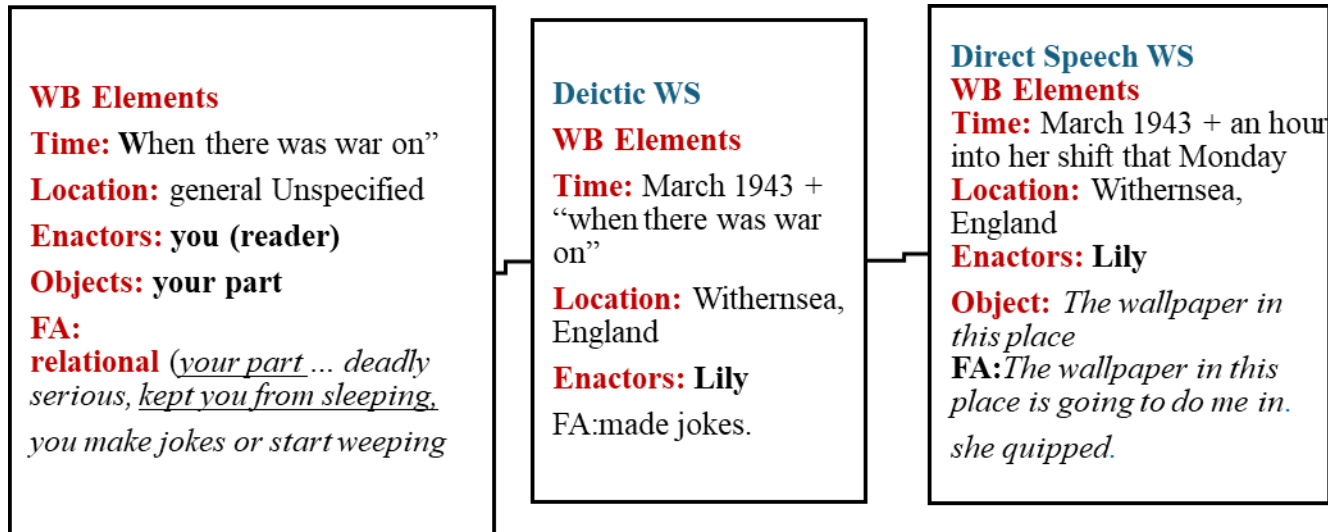 WB Elements
Time: When there was war on”
Location: general Unspecified
Enactors: you (reader)
Objects: your part
FA:
relational (your part ... deadly
serious, kept you from sleeping,
you make jokes or start weeping
Deictic WS
WB Elements
Time: March 1943 +
“when there was war
on”
Location: Withernsea,
England
Enactors: Lily
FA:made jokes.
Direct Speech WS
WB Elements
Time: March 1943 + an hour
into her shift that Monday
Location: Withernsea,
England
Enactors: Lily
Object: The wallpaper in
this place
FA:The wallpaper in this
place is going to do me in.
she quipped.